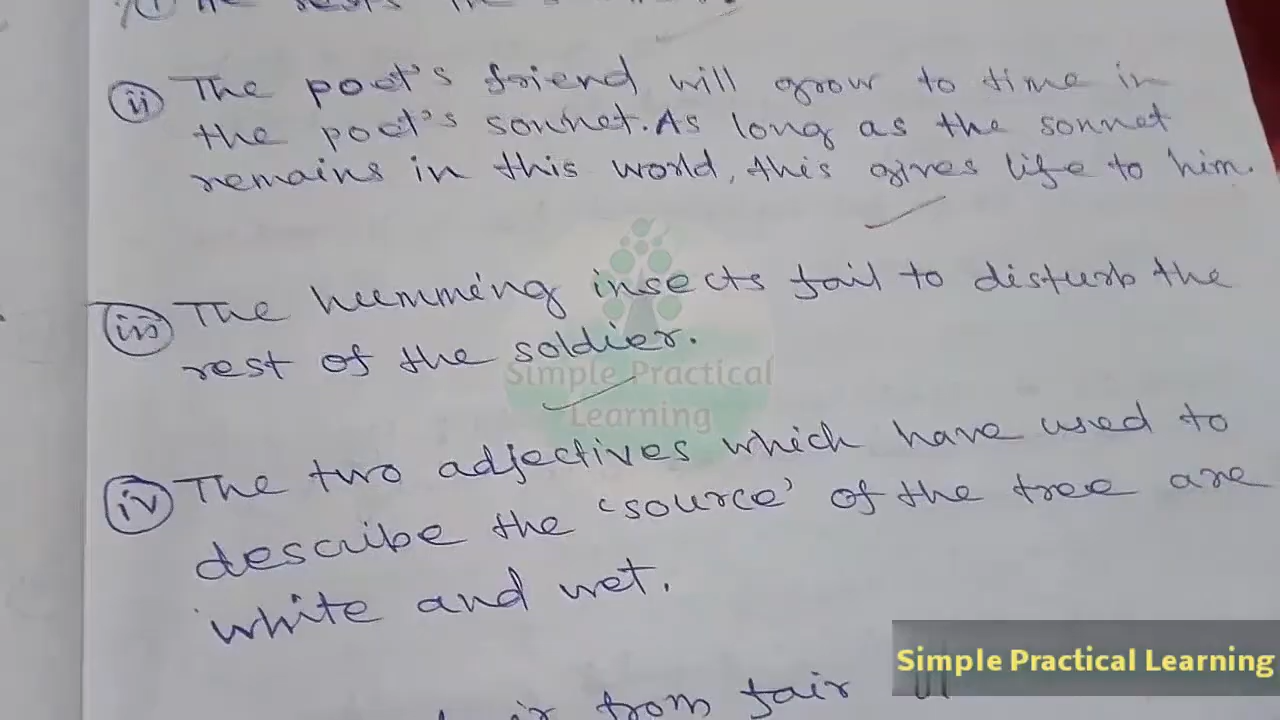 (i) He rests in
(ii) The poet's friend will grow to time in
the poet's sonnet. As long as the sonnet
remains in this world, this gives life to him.
(iii) The humming insects fail to disturb the
rest of the soldier.
Simple Practical
Learning
(iv) The two adjectives which have used to
describe the 'source' of the tree are
white and wet.
from fair
Simple Practical Learning